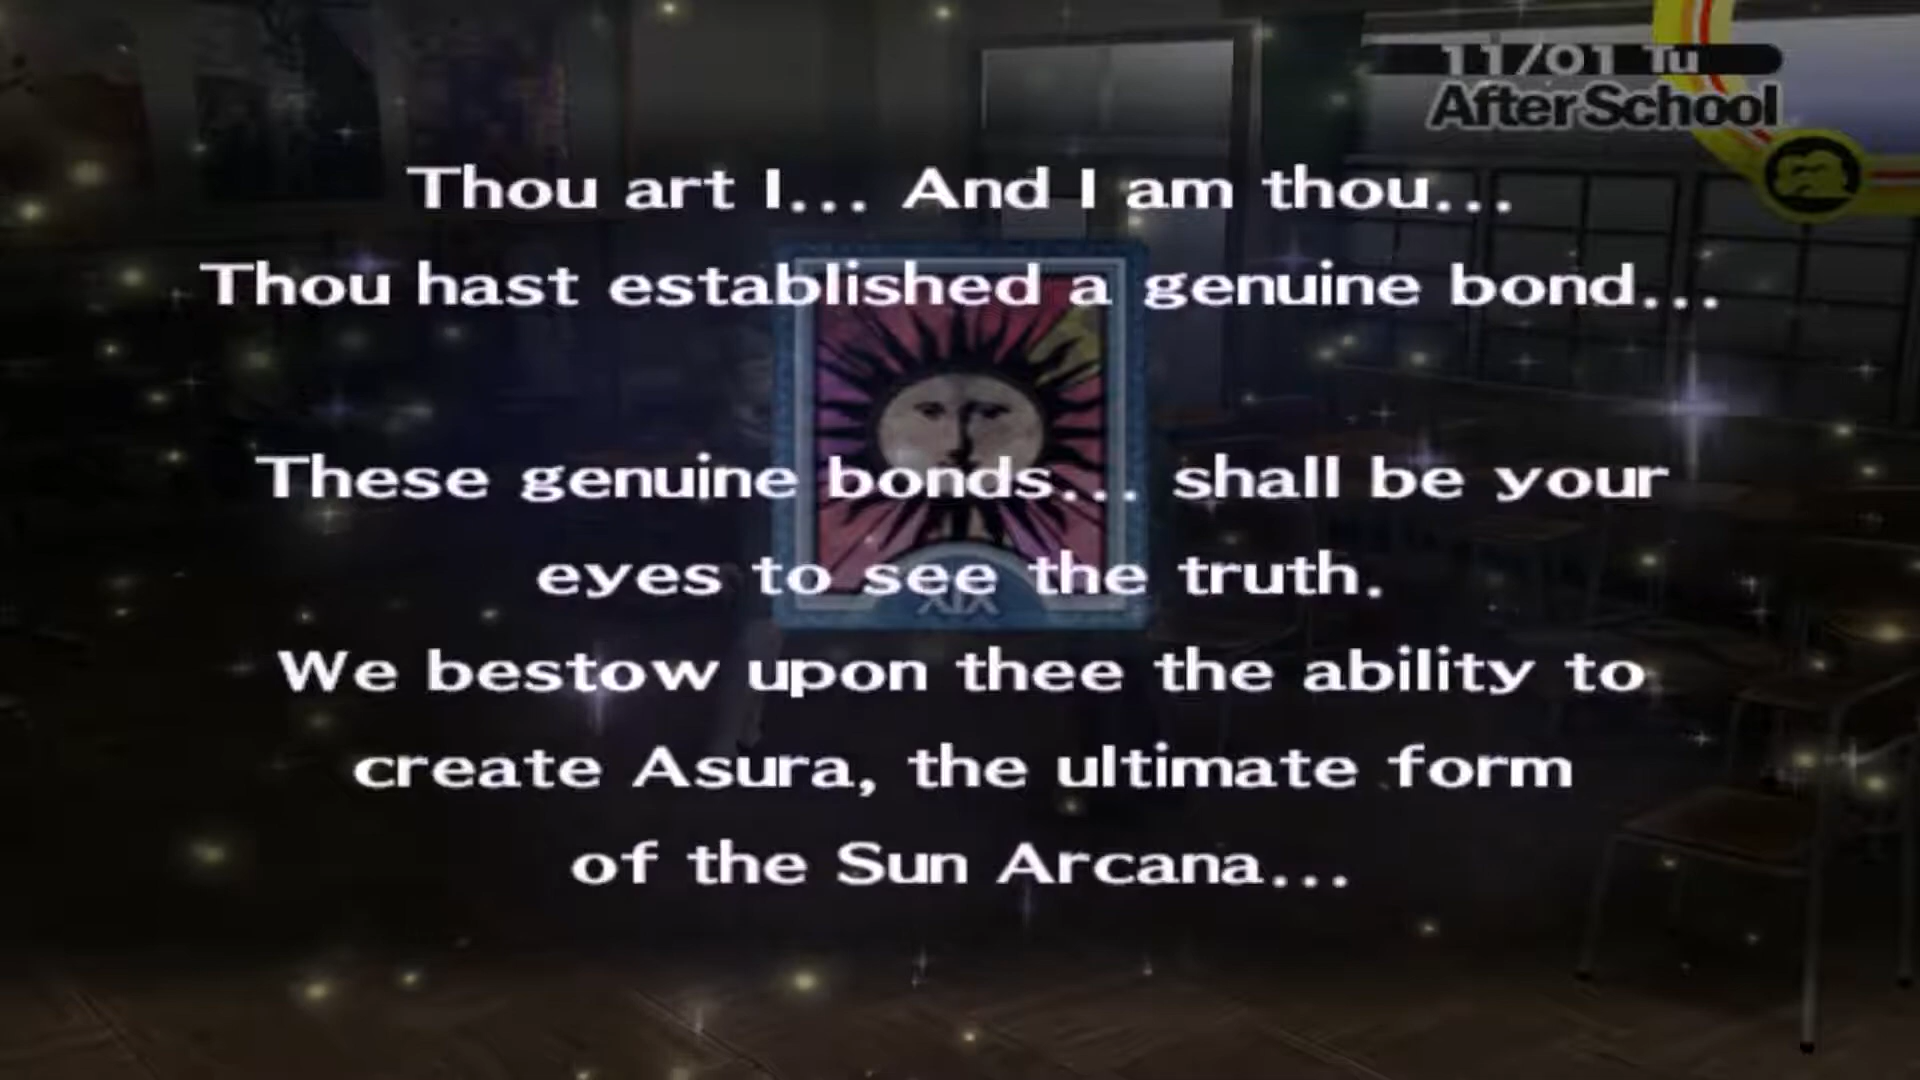 11/01 Tu
After School
Thou art I... And I am thou...
Thou hast established a genuine bond...
These genuine bonds... shall be your
eyes to see the truth.
We bestow upon thee the ability to
create Asura, the ultimate form
of the Sun Arcana...
XIX